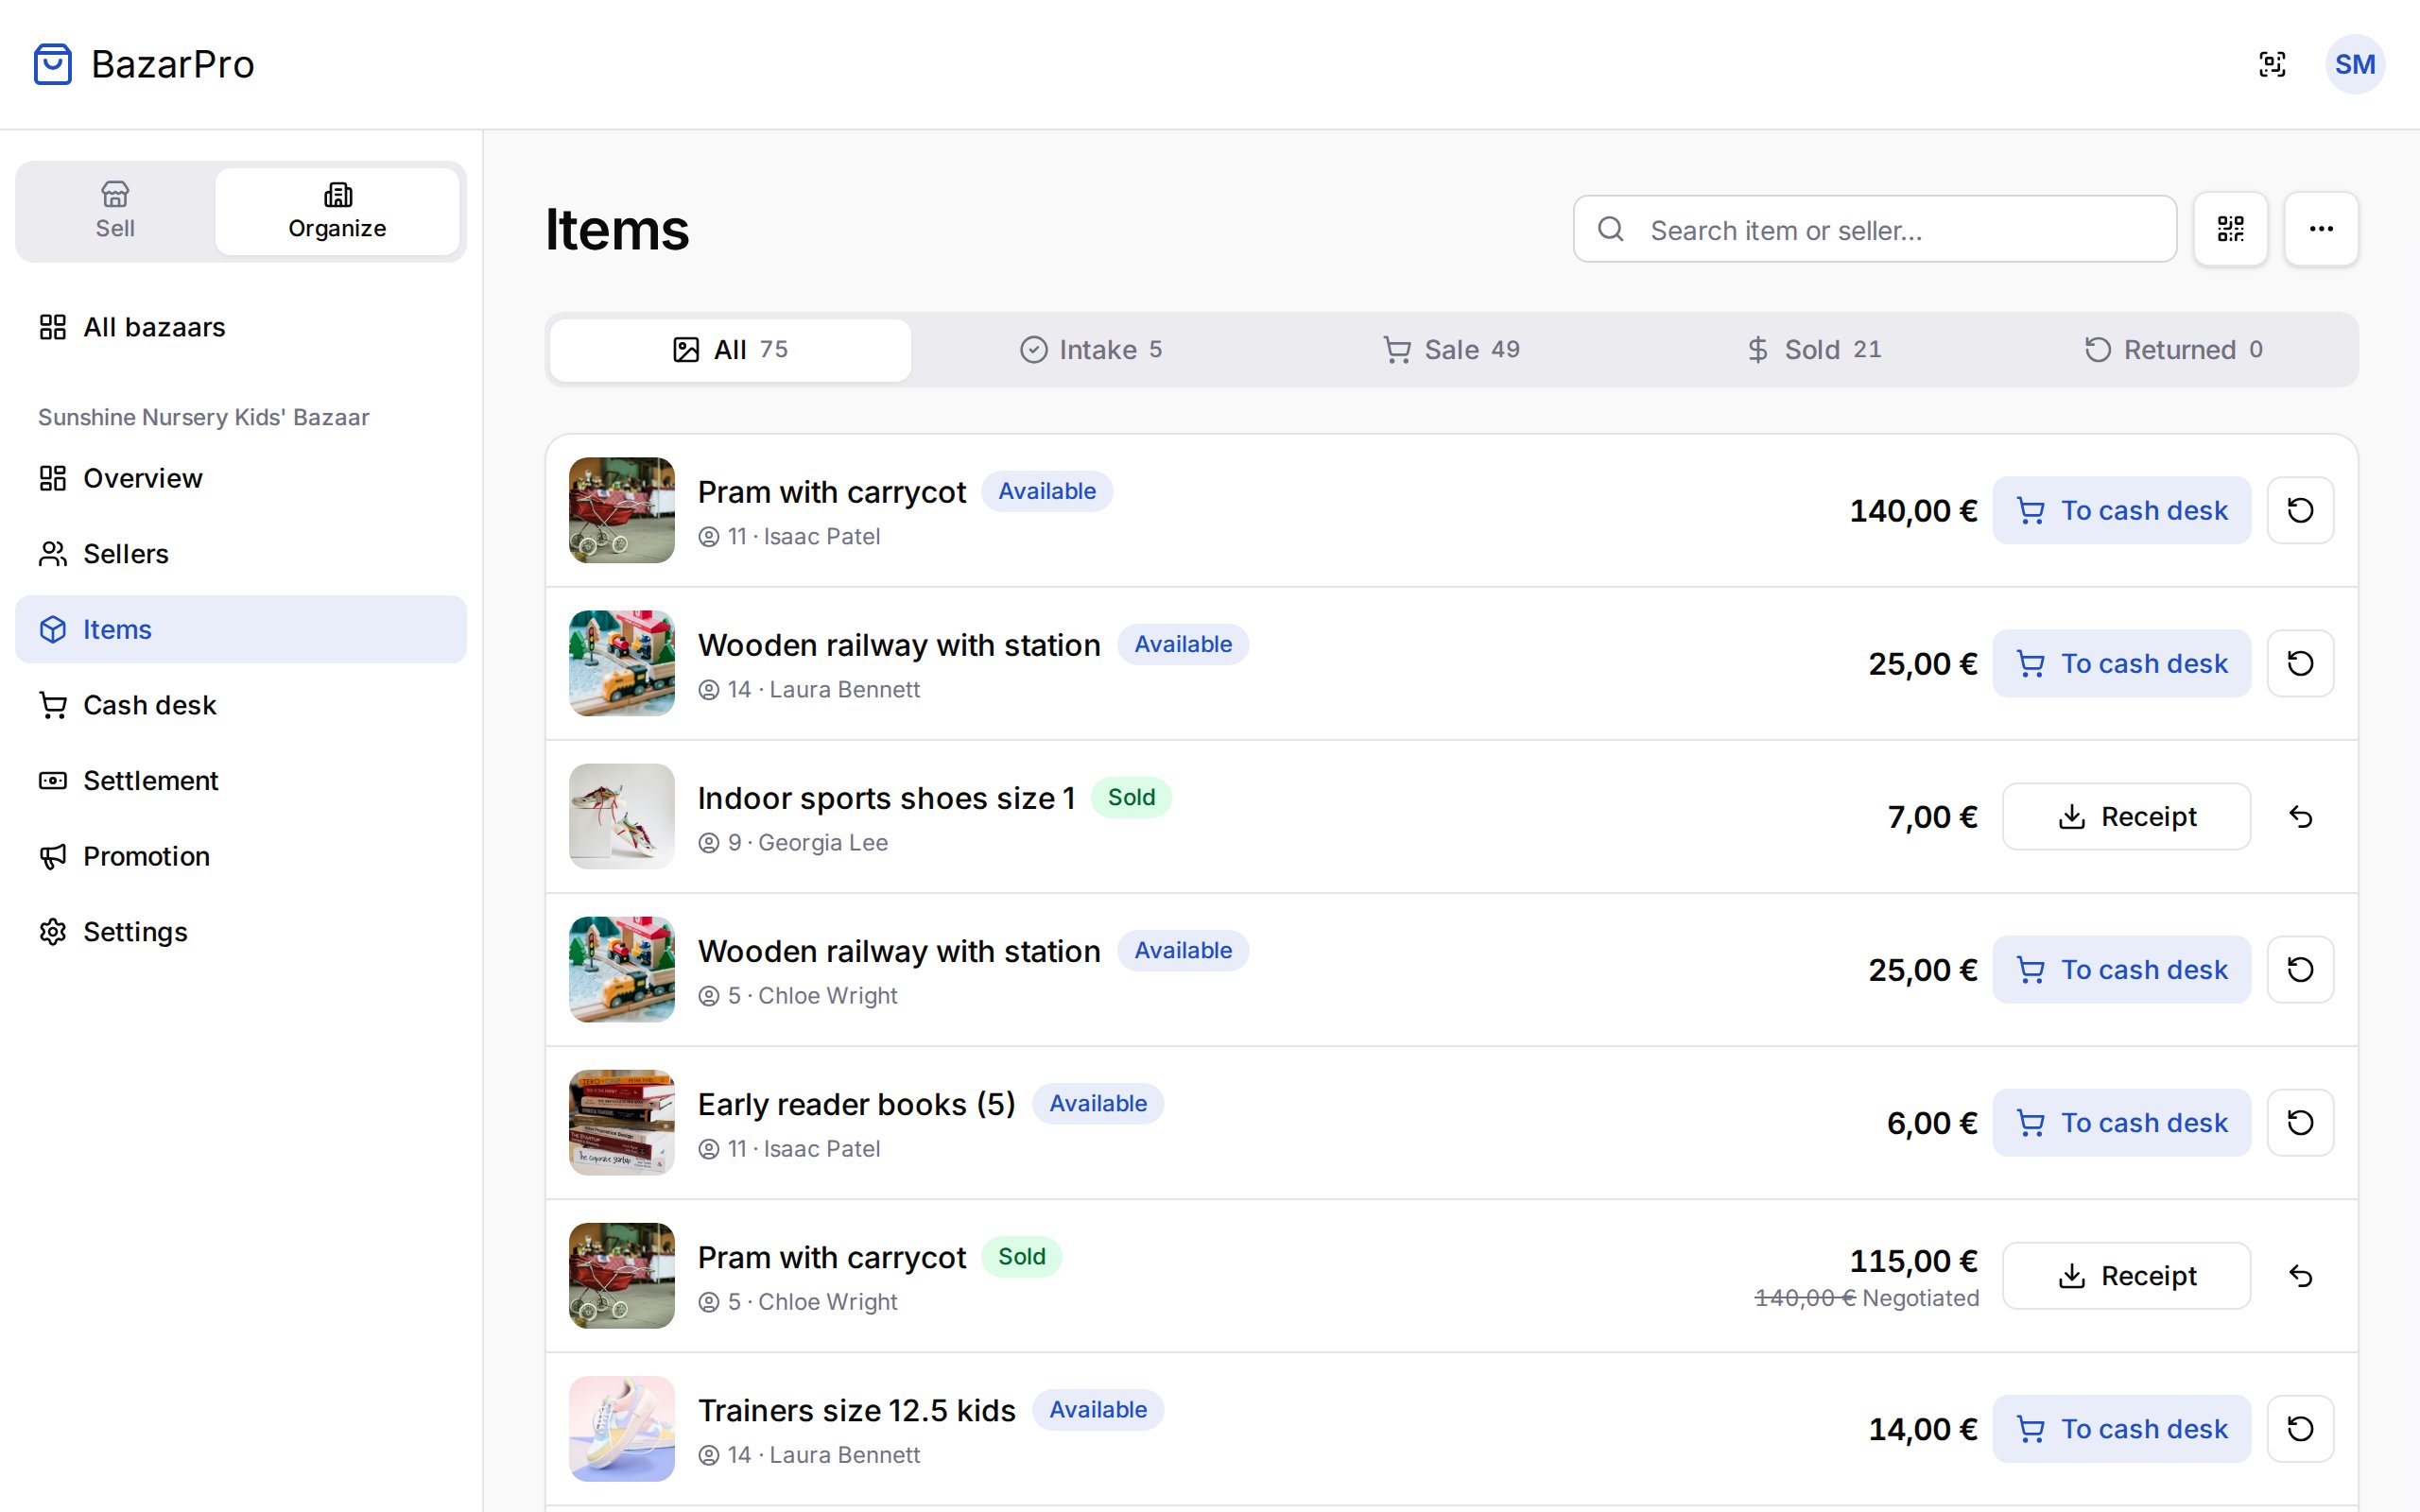 BazarPro
SM
Sell
Organize
All bazaars
Sunshine Nursery Kids' Bazaar
Overview
Sellers
Items
Cash desk
Settlement
Promotion
Settings
Items
Search item or seller...
All 75
Intake 5
Sale 49
Sold 21
Returned 0
Pram with carrycot Available
11 · Isaac Patel
140,00 € To cash desk
Wooden railway with station Available
14 · Laura Bennett
25,00 € To cash desk
Indoor sports shoes size 1 Sold
9 · Georgia Lee
7,00 € Receipt
Wooden railway with station Available
5 · Chloe Wright
25,00 € To cash desk
Early reader books (5) Available
11 · Isaac Patel
6,00 € To cash desk
Pram with carrycot Sold
5 · Chloe Wright
115,00 € Receipt
140,00 € Negotiated
Trainers size 12.5 kids Available
14 · Laura Bennett
14,00 € To cash desk